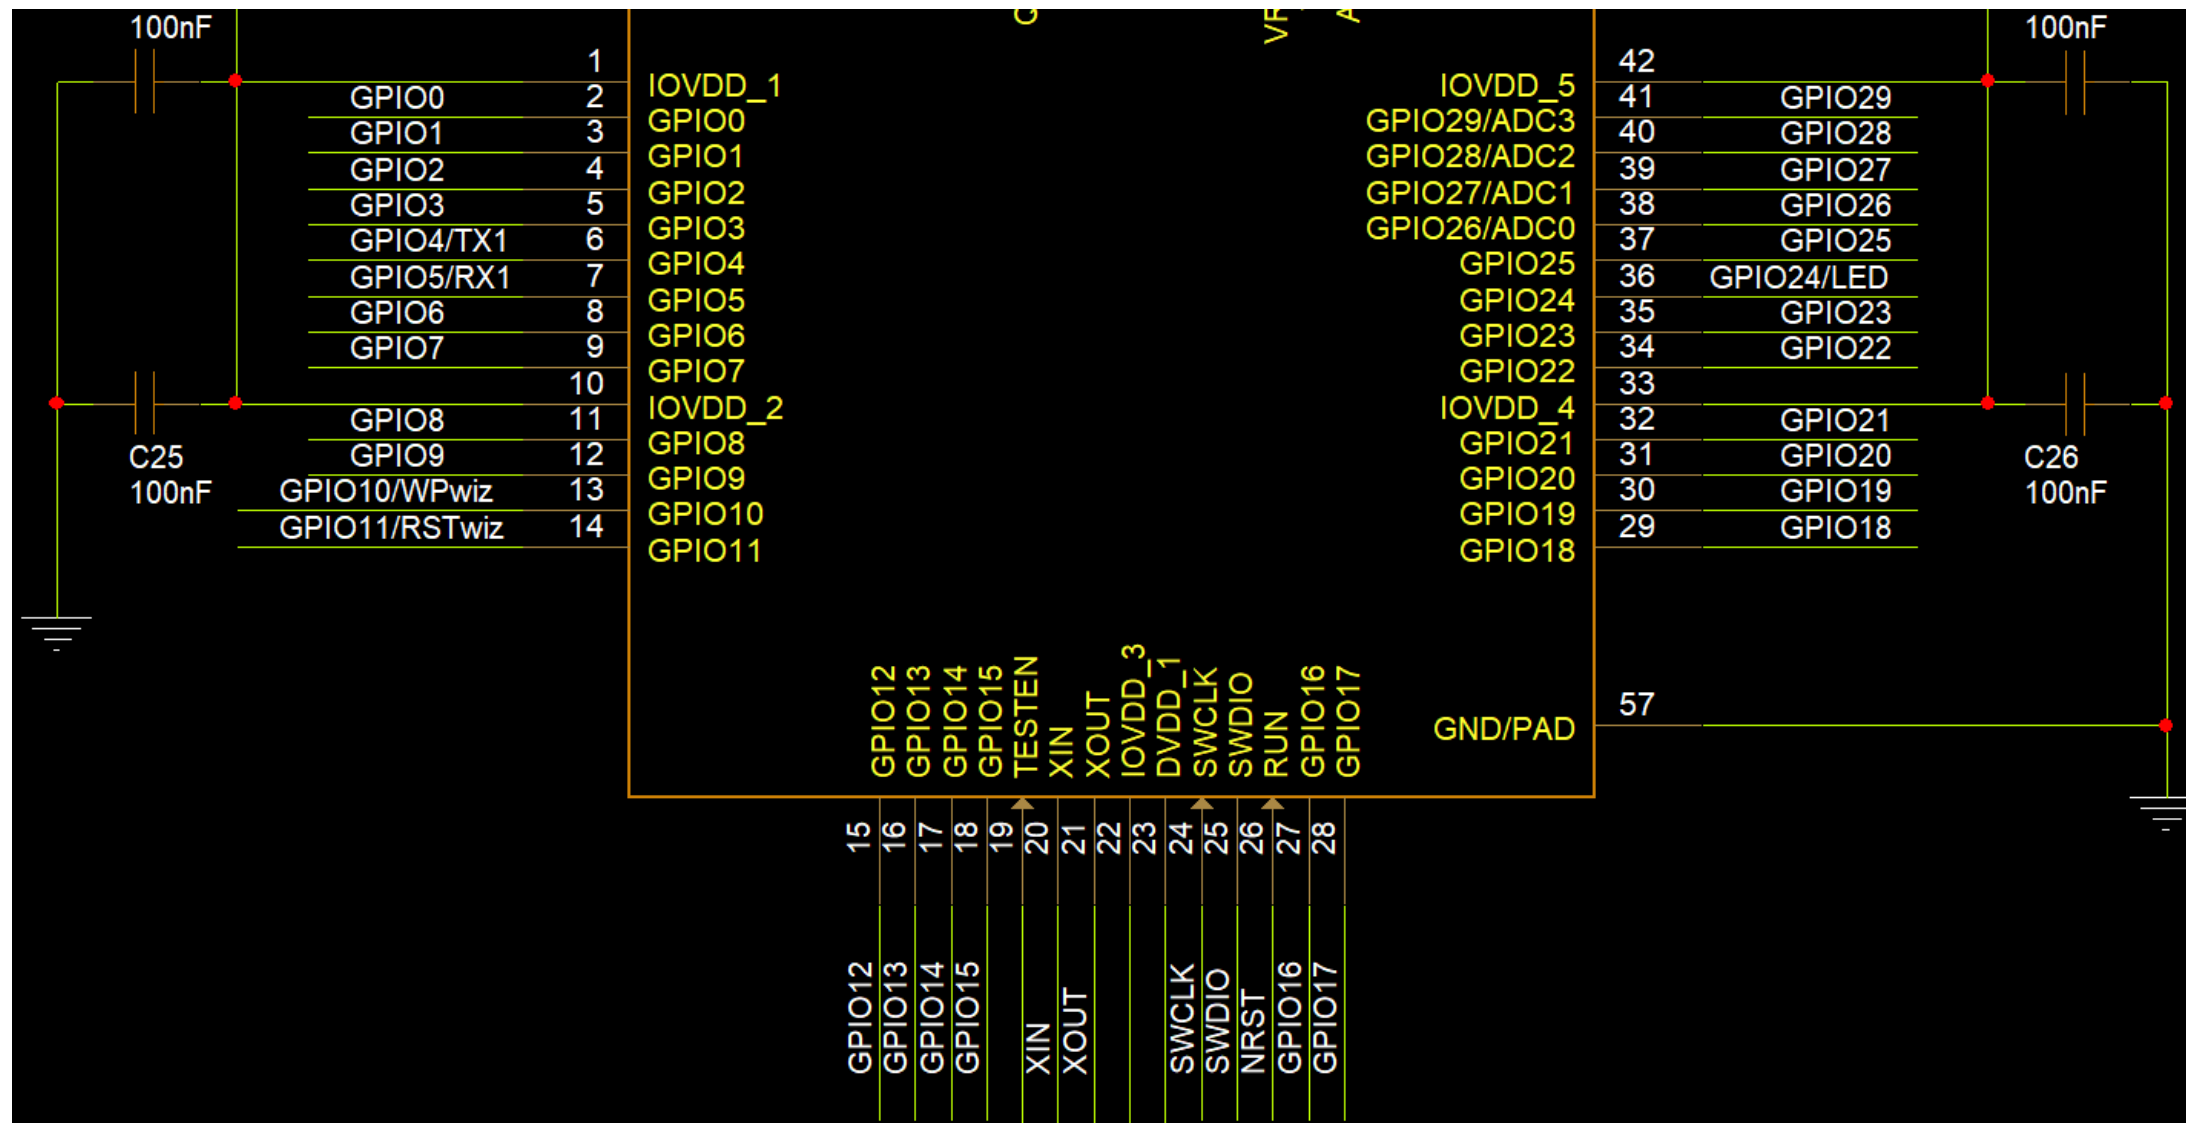 100nF
1
IOVDD_1
GPIO0 2 GPIO0
GPIO1 3 GPIO1
GPIO2 4 GPIO2
GPIO3 5 GPIO3
GPIO4/TX1 6 GPIO4
GPIO5/RX1 7 GPIO5
GPIO6 8 GPIO6
GPIO7 9 GPIO7
10 IOVDD_2
GPIO8 11 GPIO8
GPIO9 12 GPIO9
GPIO10/WPwiz 13 GPIO10
GPIO11/RSTwiz 14 GPIO11
C25
100nF
100nF
IOVDD_5 42
GPIO29/ADC3 41 GPIO29
GPIO28/ADC2 40 GPIO28
GPIO27/ADC1 39 GPIO27
GPIO26/ADC0 38 GPIO26
GPIO25 37 GPIO25
GPIO24 36 GPIO24/LED
GPIO23 35 GPIO23
GPIO22 34 GPIO22
IOVDD_4 33
GPIO21 32 GPIO21
GPIO20 31 GPIO20
GPIO19 30 GPIO19
GPIO18 29 GPIO18
C26
100nF
GND/PAD 57
GPIO12 15 GPIO12
GPIO13 16 GPIO13
GPIO14 17 GPIO14
GPIO15 18 GPIO15
TESTEN 19
XIN 20 XIN
XOUT 21 XOUT
IOVDD_3 22
DVDD_1 23
SWCLK 24 SWCLK
SWDIO 25 SWDIO
RUN 26 NRST
GPIO16 27 GPIO16
GPIO17 28 GPIO17